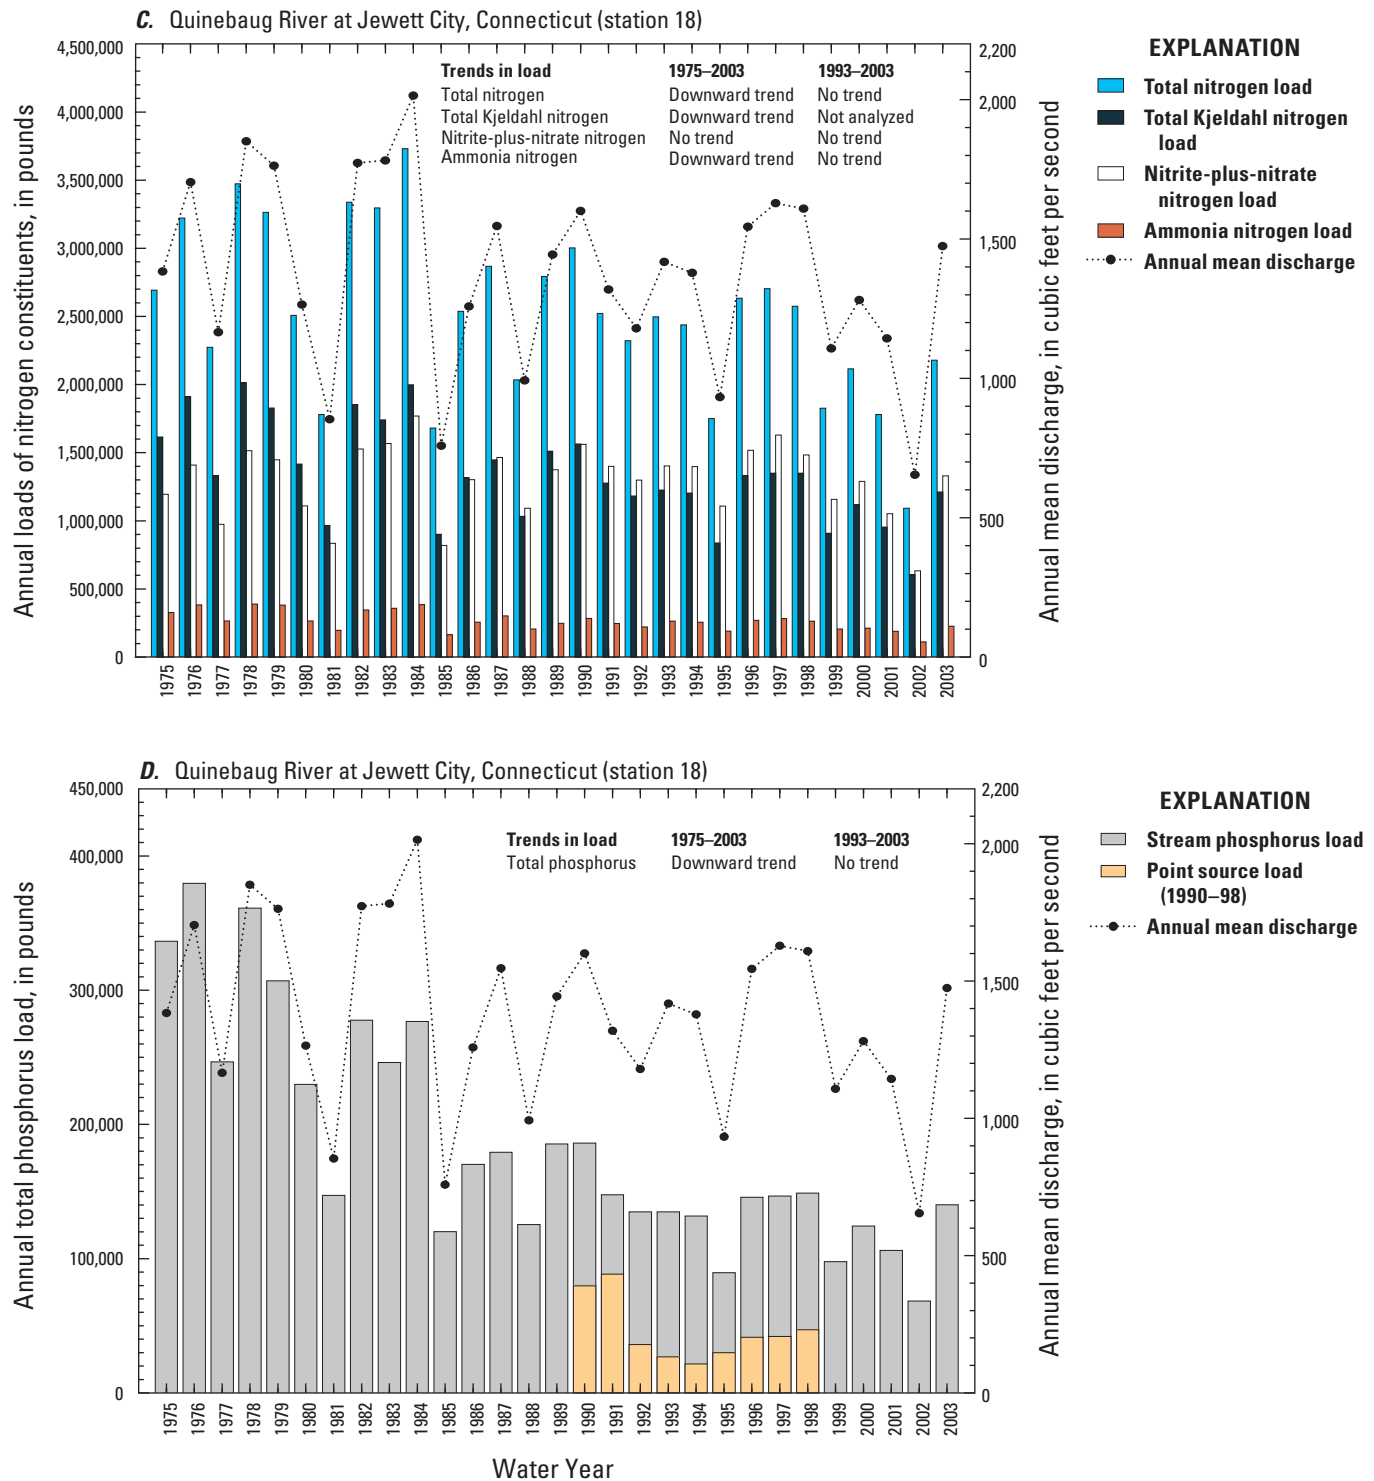 C. Quinebaug River at Jewett City, Connecticut (station 18)
Annual loads of nitrogen constituents, in pounds
4,500,000
4,000,000
3,500,000
3,000,000
2,500,000
2,000,000
1,500,000
1,000,000
500,000
0
Trends in load 1975–2003 1993–2003
Total nitrogen Downward trend No trend
Total Kjeldahl nitrogen Downward trend Not analyzed
Nitrite-plus-nitrate nitrogen No trend No trend
Ammonia nitrogen Downward trend No trend
2,200
2,000
1,500
1,000
500
0
Annual mean discharge, in cubic feet per second
1975 1976 1977 1978 1979 1980 1981 1982 1983 1984 1985 1986 1987 1988 1989 1990 1991 1992 1993 1994 1995 1996 1997 1998 1999 2000 2001 2002 2003
EXPLANATION
Total nitrogen load
Total Kjeldahl nitrogen
load
Nitrite-plus-nitrate
nitrogen load
Ammonia nitrogen load
Annual mean discharge
D. Quinebaug River at Jewett City, Connecticut (station 18)
Annual total phosphorus load, in pounds
450,000
400,000
300,000
200,000
100,000
0
Trends in load 1975–2003 1993–2003
Total phosphorus Downward trend No trend
2,200
2,000
1,500
1,000
500
0
Annual mean discharge, in cubic feet per second
1975 1976 1977 1978 1979 1980 1981 1982 1983 1984 1985 1986 1987 1988 1989 1990 1991 1992 1993 1994 1995 1996 1997 1998 1999 2000 2001 2002 2003
Water Year
EXPLANATION
Stream phosphorus load
Point source load
(1990–98)
Annual mean discharge